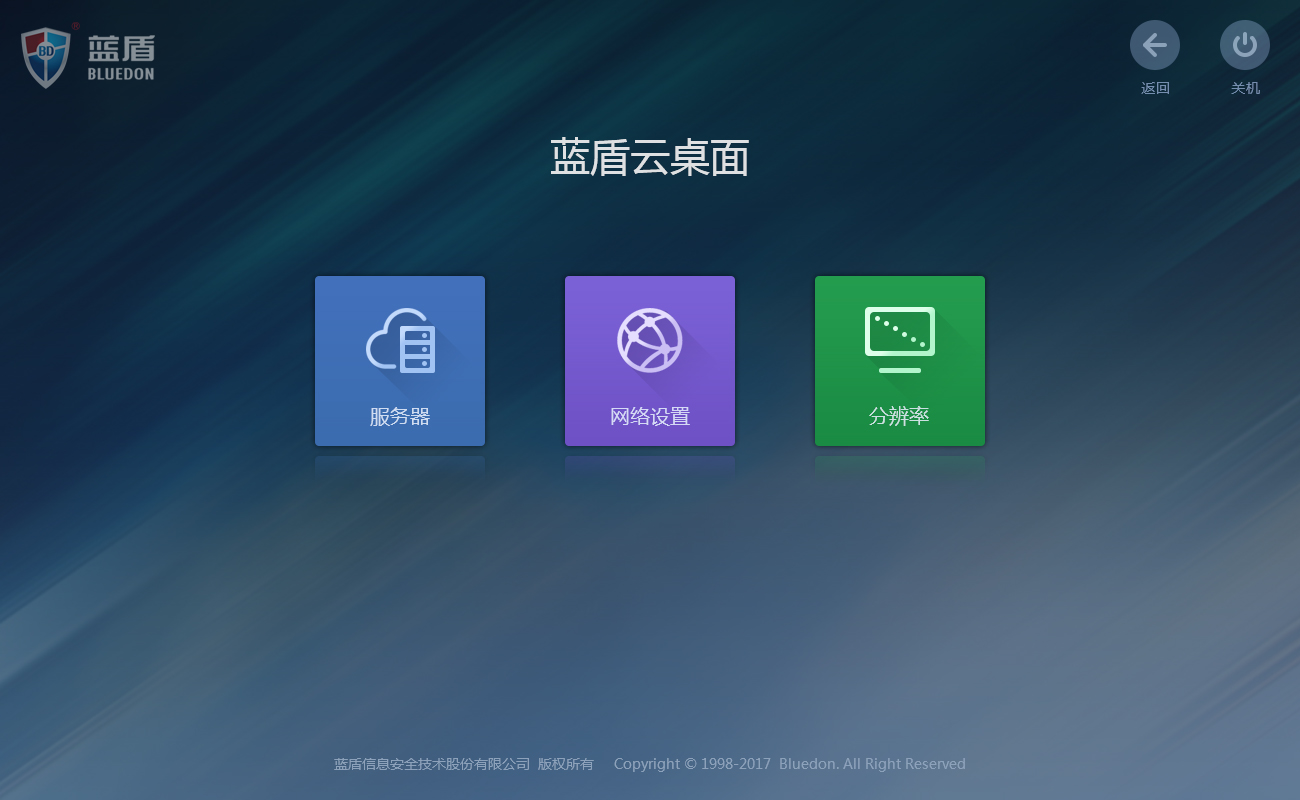 BD
®
蓝盾
BLUEDON
返回
关机
蓝盾云桌面
服务器
网络设置
分辨率
蓝盾信息安全技术股份有限公司 版权所有 Copyright © 1998-2017 Bluedon. All Right Reserved